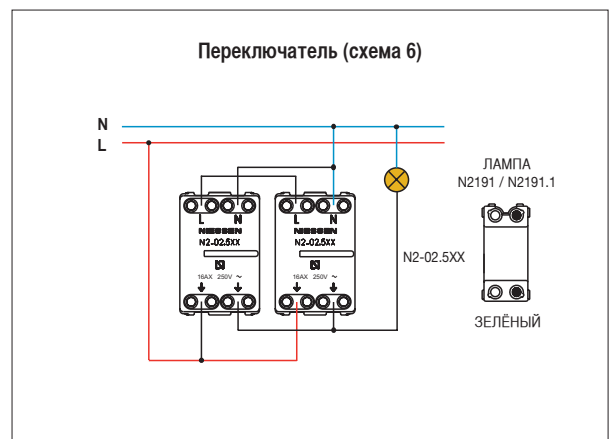 Переключатель (схема 6)
N
L
ЛАМПА
N2191 / N2191.1
L N
L N
NIESSEN
NIESSEN
N2-02.5XX
N2-02.5XX
N2-02.5XX
16AX 250V ~
16AX 250V ~
ЗЕЛЁНЫЙ